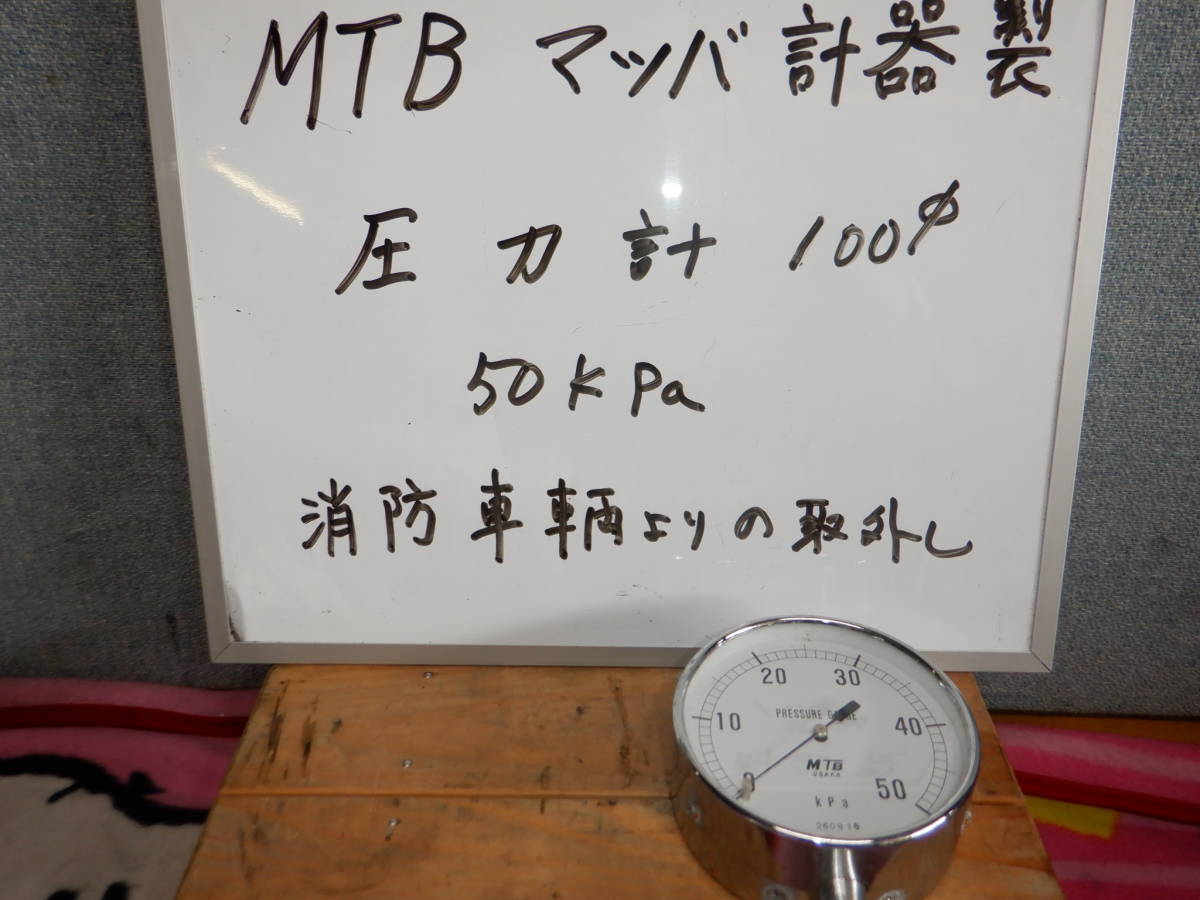 MTB マツバ計器製
圧力計 100φ
50kPa
消防車輌よりの取外し
20 30
10 40
PRESSURE GAUGE
MTB
OSAKA
0 50
kPa